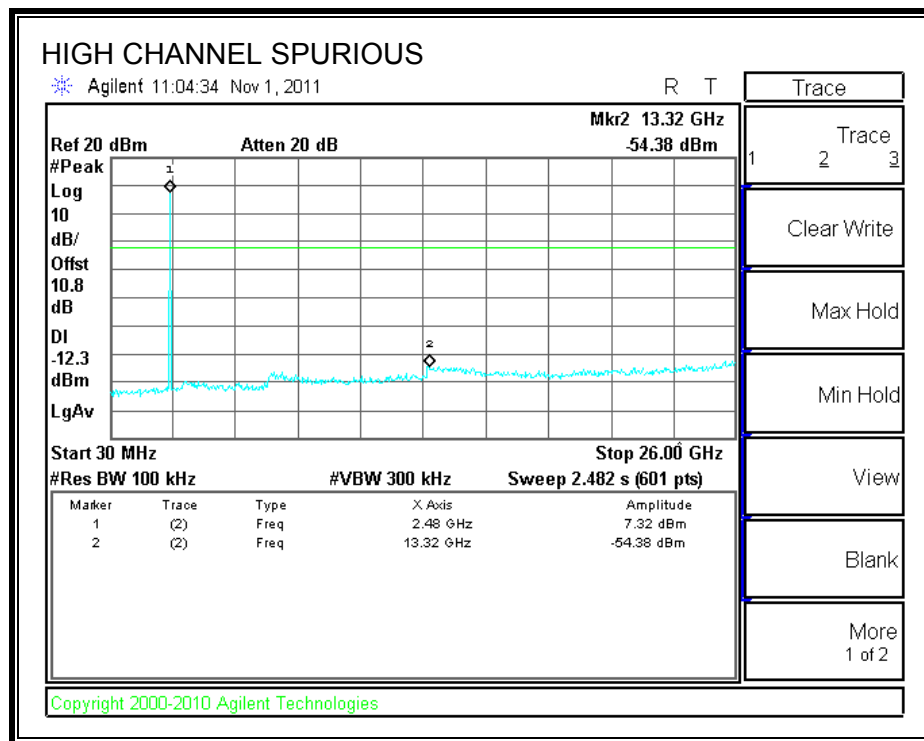 HIGH CHANNEL SPURIOUS
Agilent 11:04:34 Nov 1, 2011
R T
Trace
Mkr2 13.32 GHz
Ref 20 dBm
Atten 20 dB
-54.38 dBm
#Peak
Log
10
dB/
Offst
10.8
dB
DI
-12.3
dBm
LgAv
1
2
Start 30 MHz
Stop 26.00 GHz
#Res BW 100 kHz
#VBW 300 kHz
Sweep 2.482 s (601 pts)
Marker Trace Type X Axis Amplitude
1 (2) Freq 2.48 GHz 7.32 dBm
2 (2) Freq 13.32 GHz -54.38 dBm
Trace
1 2 3
Clear Write
Max Hold
Min Hold
View
Blank
More
1 of 2
Copyright 2000-2010 Agilent Technologies